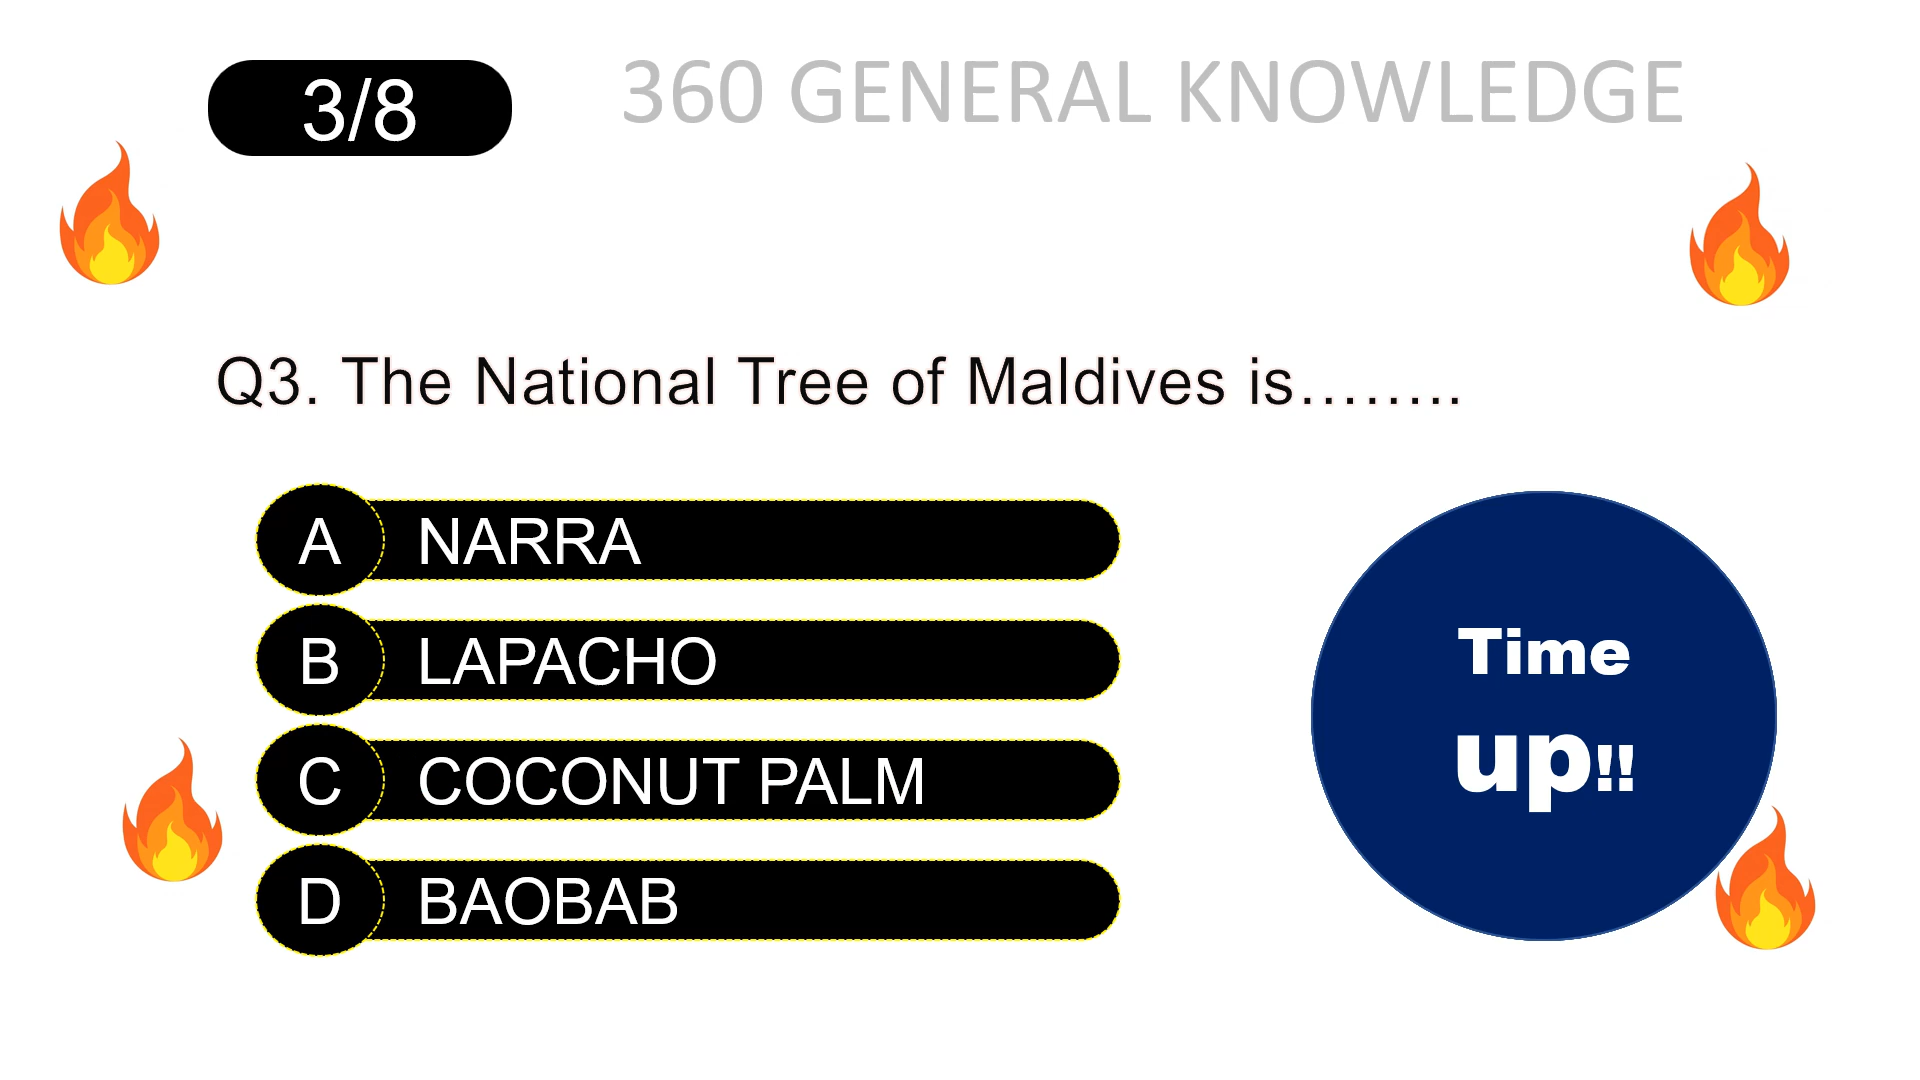 3/8
360 GENERAL KNOWLEDGE
Q3. The National Tree of Maldives is........
A NARRA
B LAPACHO
C COCONUT PALM
D BAOBAB
Time
up!!